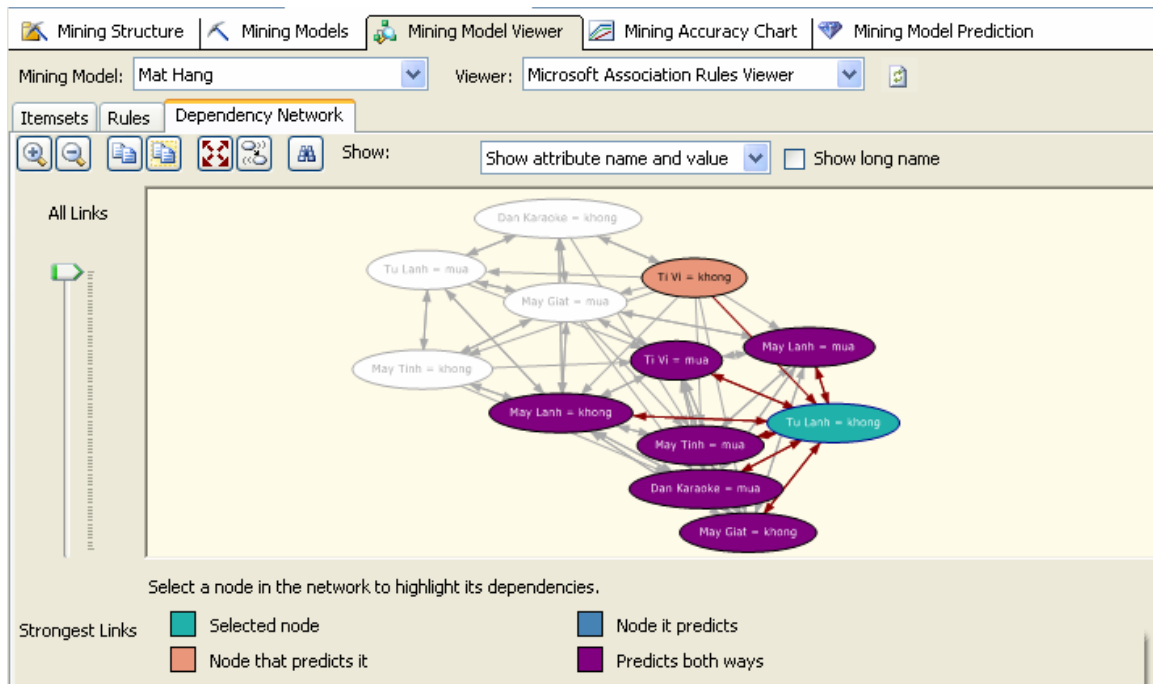 Mining Structure Mining Models Mining Model Viewer Mining Accuracy Chart Mining Model Prediction
Mining Model: Mat Hang Viewer: Microsoft Association Rules Viewer
Itemsets Rules Dependency Network
Show: Show attribute name and value Show long name
All Links
Dan Karaoke = khong
Tu Lanh = mua
Ti Vi = khong
May Giat = mua
May Lanh = mua
Ti Vi = mua
May Tinh = khong
May Lanh = khong
Tu Lanh = khong
May Tinh = mua
Dan Karaoke = mua
May Giat = khong
Select a node in the network to highlight its dependencies.
Strongest Links Selected node Node it predicts
Node that predicts it Predicts both ways